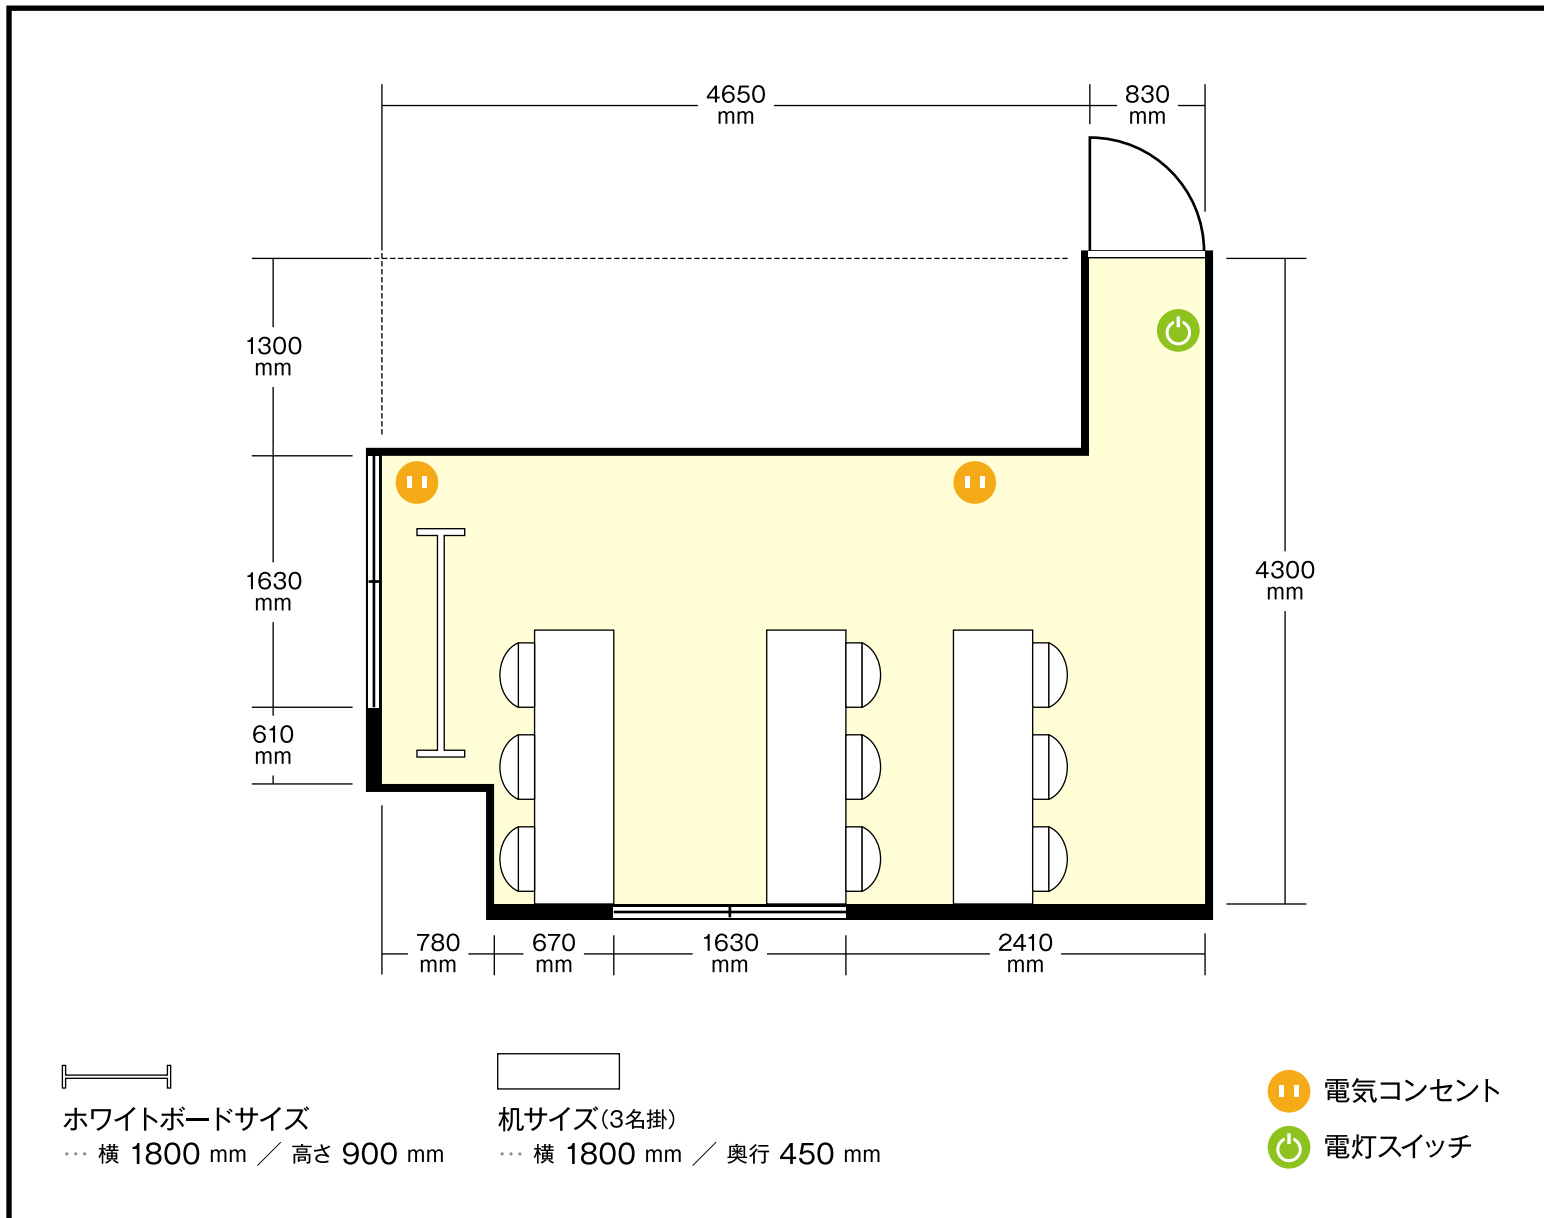 4650
mm
830
mm
1300
mm
1630
mm
610
mm
4300
mm
780
mm
670
mm
1630
mm
2410
mm
ホワイトボードサイズ
… 横 1800 mm ／ 高さ 900 mm
机サイズ(3名掛)
… 横 1800 mm ／ 奥行 450 mm
電気コンセント
電灯スイッチ